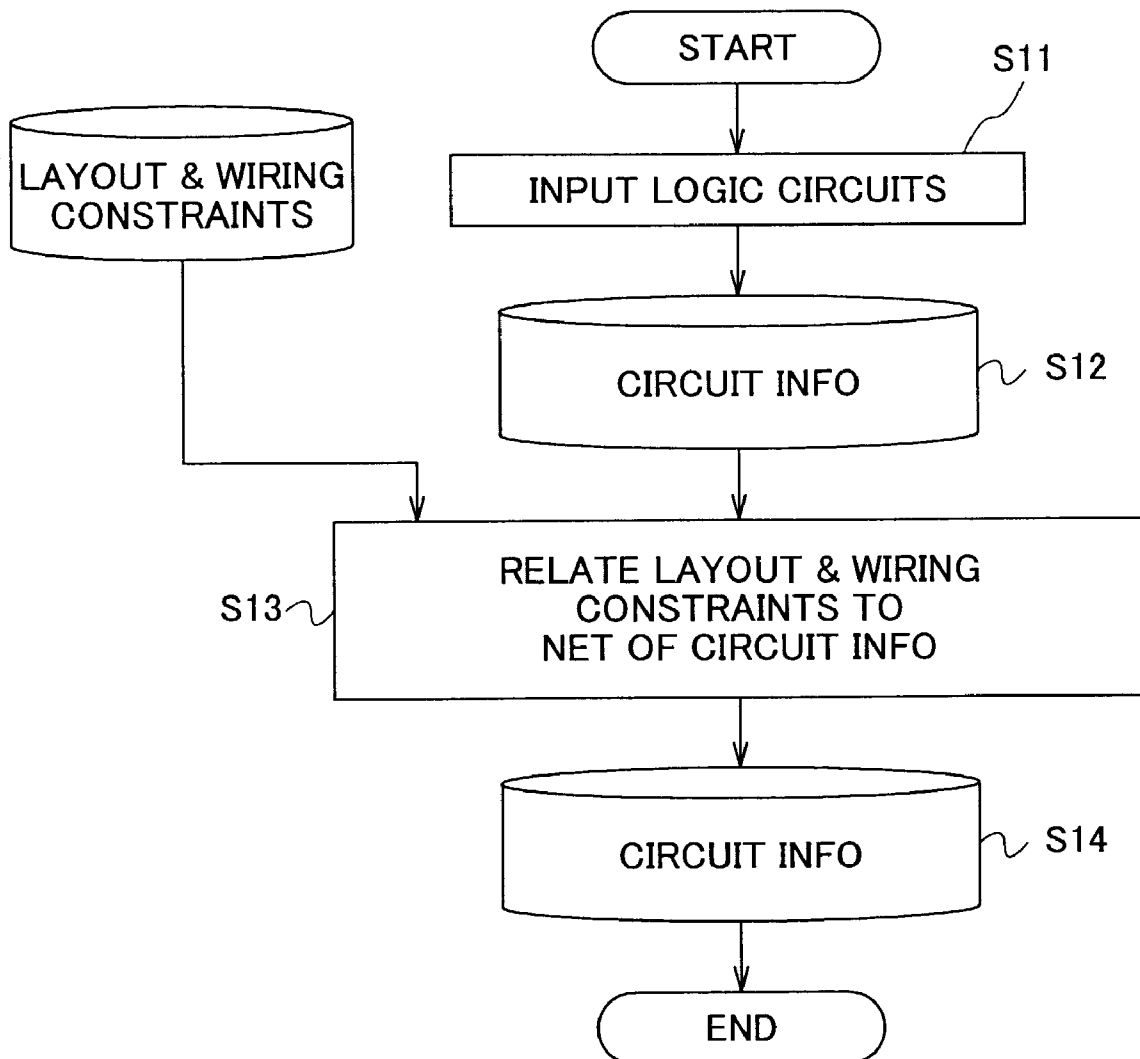 START
S11
LAYOUT & WIRING
CONSTRAINTS
INPUT LOGIC CIRCUITS
CIRCUIT INFO
S12
RELATE LAYOUT & WIRING
CONSTRAINTS TO
NET OF CIRCUIT INFO
S13
CIRCUIT INFO
S14
END